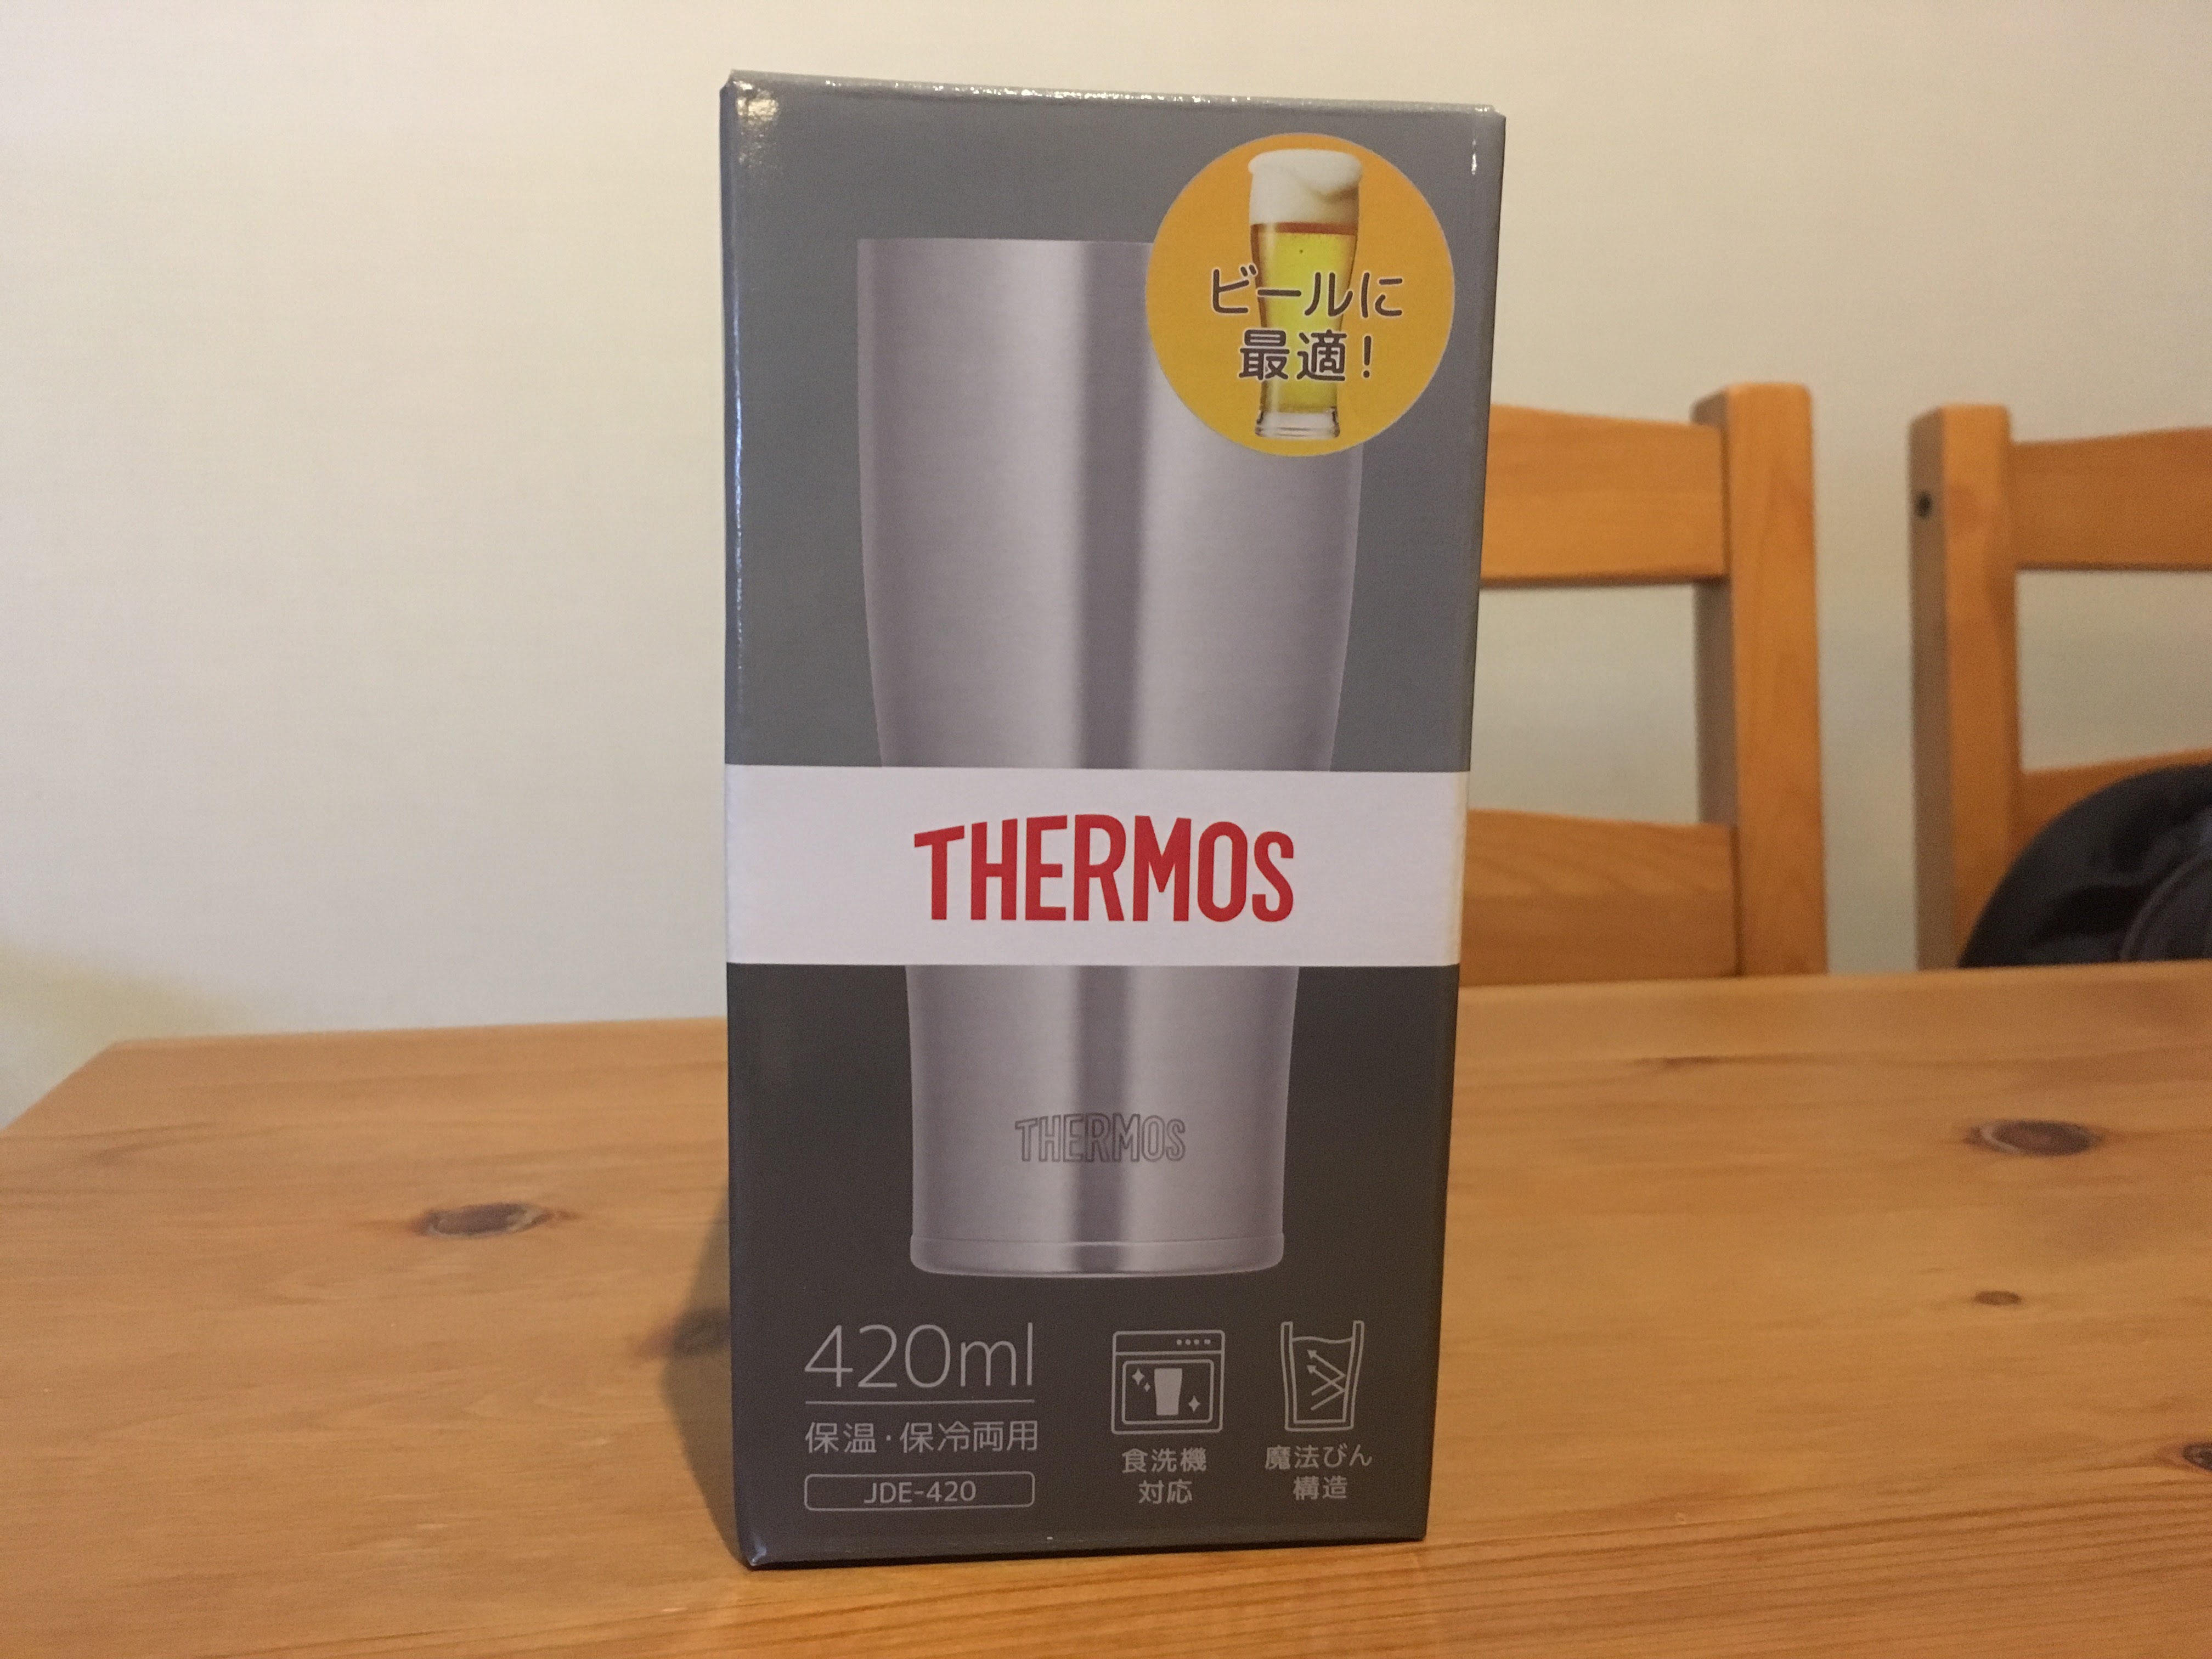 ビールに
最適!
THERMOS
THERMOS
420ml
保温・保冷両用
JDE-420
食洗機
対応
魔法びん
構造